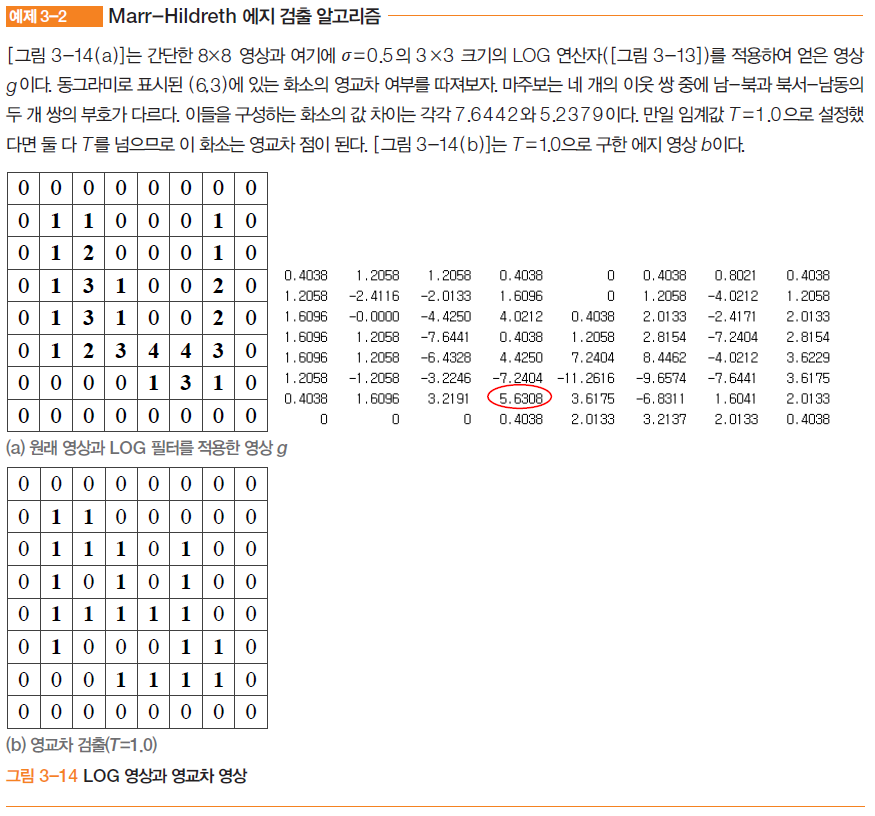 예제 3-2 Marr-Hildreth 에지 검출 알고리즘
[그림 3-14(a)]는 간단한 8×8 영상과 여기에 σ=0.5의 3×3 크기의 LOG 연산자([그림 3-13])를 적용하여 얻은 영상
g이다. 동그라미로 표시된 (6,3)에 있는 화소의 영교차 여부를 따져보자. 마주보는 네 개의 이웃 쌍 중에 남-북과 북서-남동의
두 개 쌍의 부호가 다르다. 이들을 구성하는 화소의 값 차이는 각각 7.6442와 5.2379이다. 만일 임계값 T=1.0으로 설정했
다면 둘 다 T를 넘으므로 이 화소는 영교차 점이 된다. [그림 3-14(b)]는 T=1.0으로 구한 에지 영상 b이다.
0 0 0 0 0 0 0 0
0 1 1 0 0 0 1 0
0 1 2 0 0 0 1 0
0 1 3 1 0 0 2 0
0 1 3 1 0 0 2 0
0 1 2 3 4 4 3 0
0 0 0 0 1 3 1 0
0 0 0 0 0 0 0 0
0.4038 1.2058 1.2058 0.4038 0 0.4038 0.8021 0.4038
1.2058 -2.4116 -2.0133 1.6096 0 1.2058 -4.0212 1.2058
1.6096 -0.0000 -4.4250 4.0212 0.4038 2.0133 -2.4171 2.0133
1.6096 1.2058 -7.6441 0.4038 1.2058 2.8154 -7.2404 2.8154
1.6096 1.2058 -6.4328 4.4250 7.2404 8.4462 -4.0212 3.6229
1.2058 -1.2058 -3.2246 -7.2404 -11.2616 -9.6574 -7.6441 3.6175
0.4038 1.6096 3.2191 5.6308 3.6175 -6.8311 1.6041 2.0133
0 0 0 0.4038 2.0133 3.2137 2.0133 0.4038
(a) 원래 영상과 LOG 필터를 적용한 영상 g
0 0 0 0 0 0 0 0
0 1 1 0 0 0 0 0
0 1 1 1 0 1 0 0
0 1 0 1 0 1 0 0
0 1 1 1 1 1 0 0
0 1 0 0 0 1 1 0
0 0 0 1 1 1 1 0
0 0 0 0 0 0 0 0
(b) 영교차 검출(T=1.0)
그림 3-14 LOG 영상과 영교차 영상